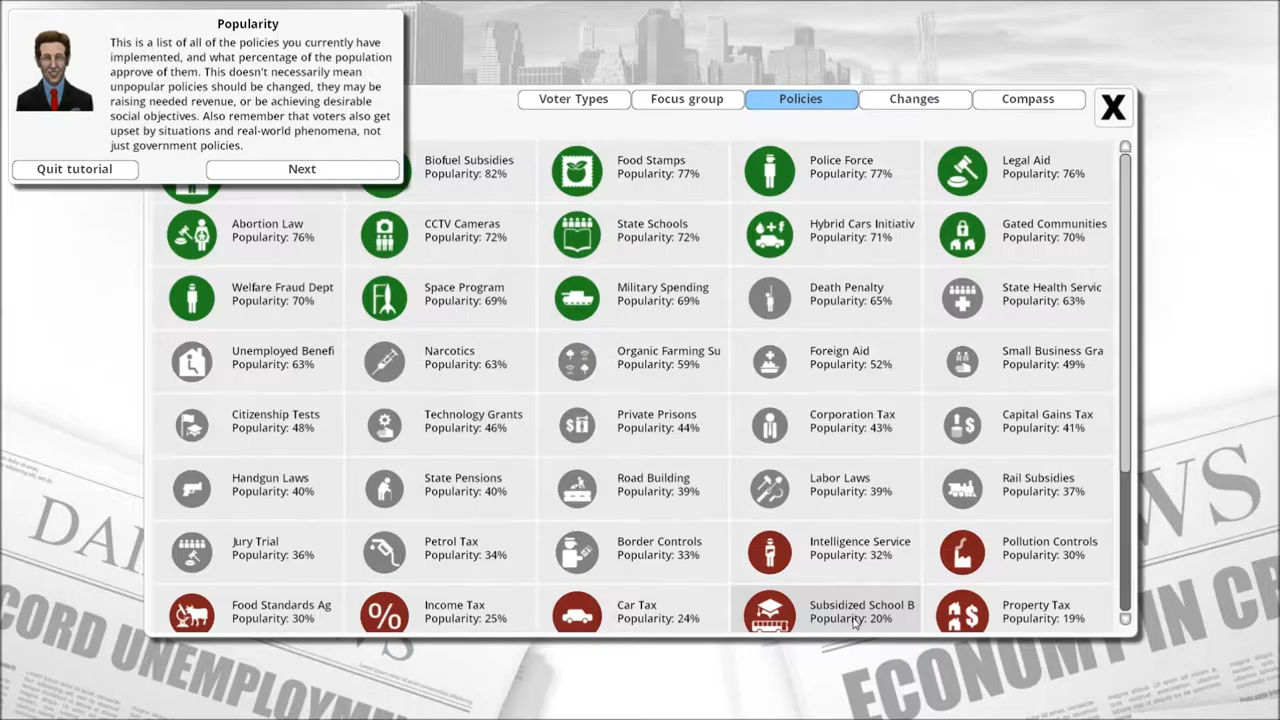 Popularity
This is a list of all of the policies you currently have
implemented, and what percentage of the population
approve of them. This doesn't necessarily mean
unpopular policies should be changed, they may be
raising needed revenue, or be achieving desirable
social objectives. Also remember that voters also get
upset by situations and real-world phenomena, not
just government policies.
Quit tutorial
Next
Voter Types
Focus group
Policies
Changes
Compass
X
Biofuel Subsidies
Popularity: 82%
Food Stamps
Popularity: 77%
Police Force
Popularity: 77%
Legal Aid
Popularity: 76%
Abortion Law
Popularity: 76%
CCTV Cameras
Popularity: 72%
State Schools
Popularity: 72%
Hybrid Cars Initiativ
Popularity: 71%
Gated Communities
Popularity: 70%
Welfare Fraud Dept
Popularity: 70%
Space Program
Popularity: 69%
Military Spending
Popularity: 69%
Death Penalty
Popularity: 65%
State Health Servic
Popularity: 63%
Unemployed Benefi
Popularity: 63%
Narcotics
Popularity: 63%
Organic Farming Su
Popularity: 59%
Foreign Aid
Popularity: 52%
Small Business Gra
Popularity: 49%
Citizenship Tests
Popularity: 48%
Technology Grants
Popularity: 46%
Private Prisons
Popularity: 44%
Corporation Tax
Popularity: 43%
Capital Gains Tax
Popularity: 41%
Handgun Laws
Popularity: 40%
State Pensions
Popularity: 40%
Road Building
Popularity: 39%
Labor Laws
Popularity: 39%
Rail Subsidies
Popularity: 37%
Jury Trial
Popularity: 36%
Petrol Tax
Popularity: 34%
Border Controls
Popularity: 33%
Intelligence Service
Popularity: 32%
Pollution Controls
Popularity: 30%
Food Standards Ag
Popularity: 30%
Income Tax
Popularity: 25%
Car Tax
Popularity: 24%
Subsidized School B
Popularity: 20%
Property Tax
Popularity: 19%
DAI
WS
CORD UNEMPLOYM
ECONOMY IN CR